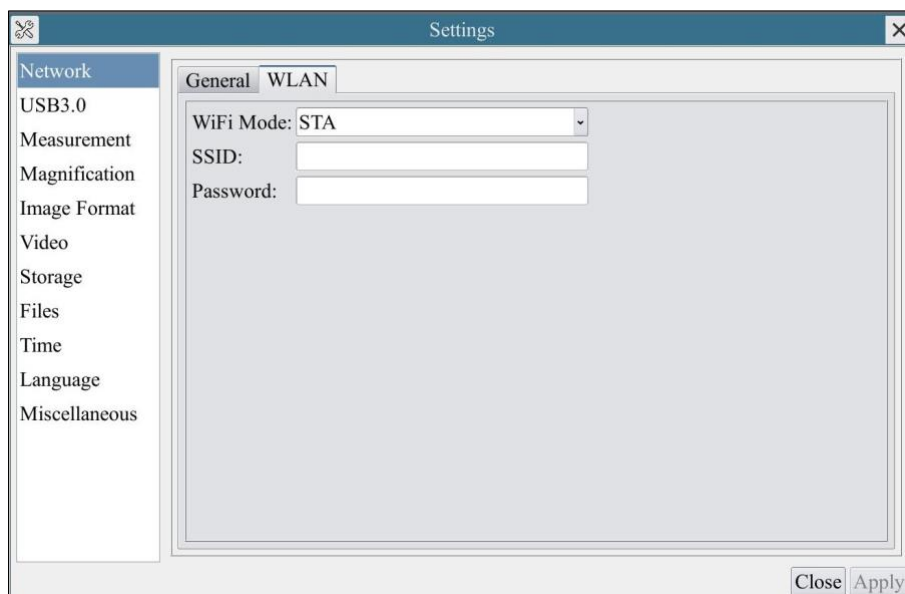 Settings
Network
USB3.0
Measurement
Magnification
Image Format
Video
Storage
Files
Time
Language
Miscellaneous
General WLAN
WiFi Mode: STA
SSID:
Password:
Close Apply